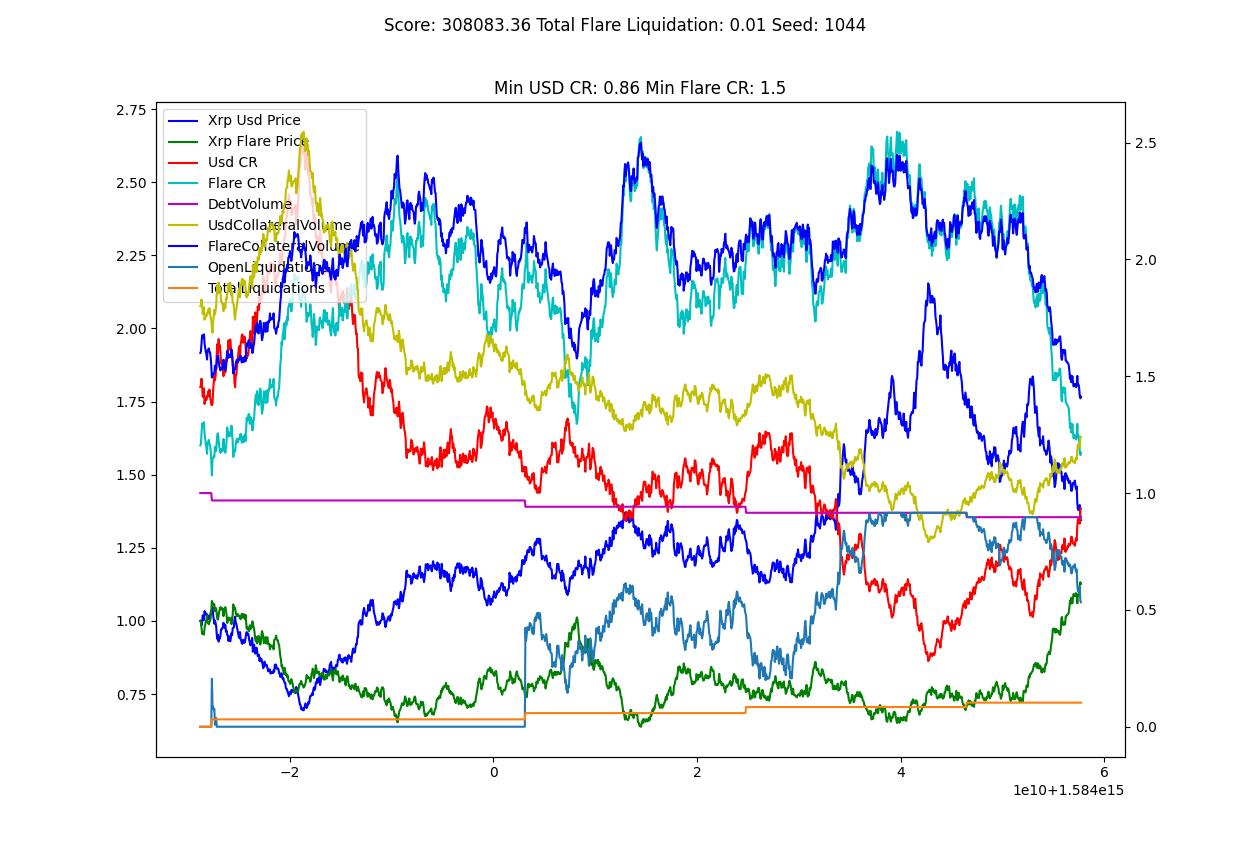 Score: 308083.36 Total Flare Liquidation: 0.01 Seed: 1044
Min USD CR: 0.86 Min Flare CR: 1.5
Xrp Usd Price
Xrp Flare Price
Usd CR
Flare CR
DebtVolume
UsdCollateralVolume
FlareCollateralVolume
OpenLiquidations
TotalLiquidations
2.75
2.50
2.25
2.00
1.75
1.50
1.25
1.00
0.75
2.5
2.0
1.5
1.0
0.5
0.0
−2 0 2 4 6
1e10+1.584e15